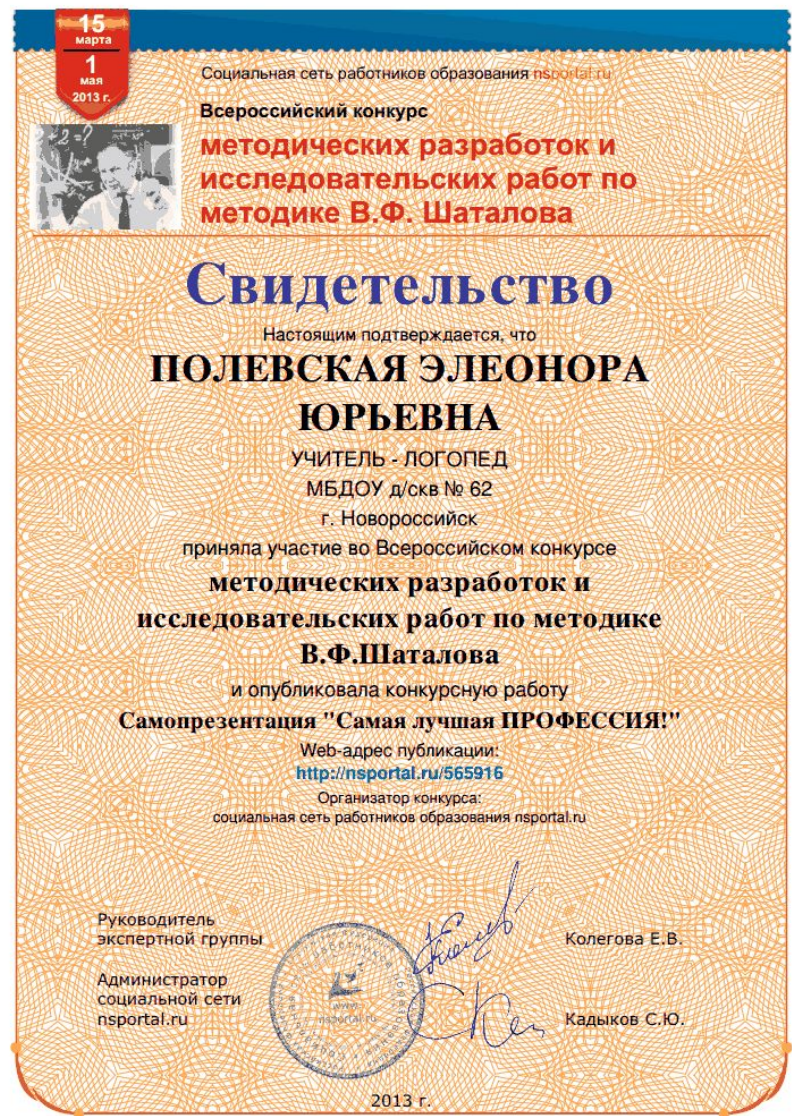 15
марта
1
мая
2013 г.
Социальная сеть работников образования nsportal.ru
Всероссийский конкурс
методических разработок и
исследовательских работ по
методике В.Ф. Шаталова
Свидетельство
Настоящим подтверждается, что
ПОЛЕВСКАЯ ЭЛЕОНОРА
ЮРЬЕВНА
УЧИТЕЛЬ - ЛОГОПЕД
МБДОУ д/скв № 62
г. Новороссийск
приняла участие во Всероссийском конкурсе
методических разработок и
исследовательских работ по методике
В.Ф.Шаталова
и опубликовала конкурсную работу
Самопрезентация "Самая лучшая ПРОФЕССИЯ!"
Web-адрес публикации:
http://nsportal.ru/565916
Организатор конкурса:
социальная сеть работников образования nsportal.ru
Руководитель
экспертной группы
Колегова Е.В.
Администратор
социальной сети
nsportal.ru
Кадыков С.Ю.
www.
nsportal.ru
2013 г.